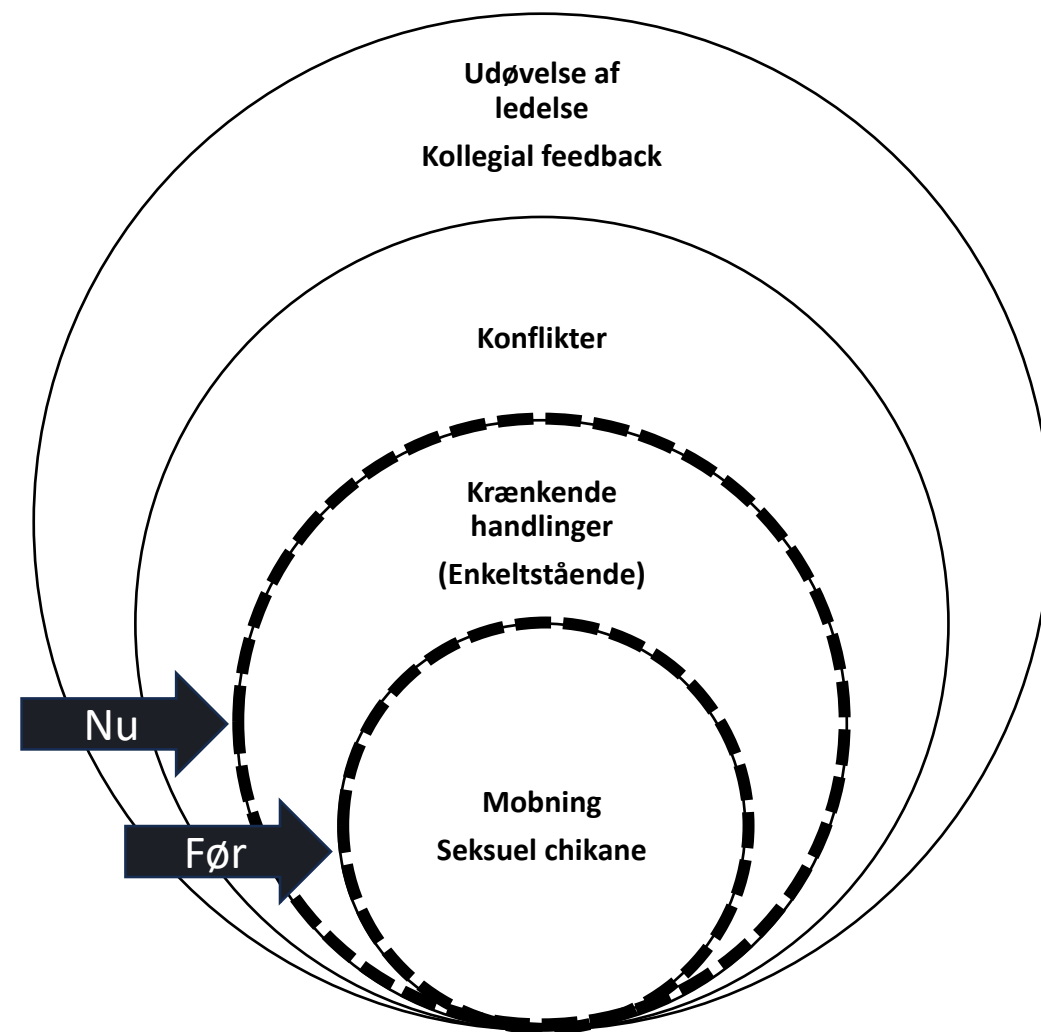 Udøvelse af
ledelse
Kollegial feedback
Konflikter
Krænkende
handlinger
(Enkeltstående)
Nu
Mobning
Før
Seksuel chikane